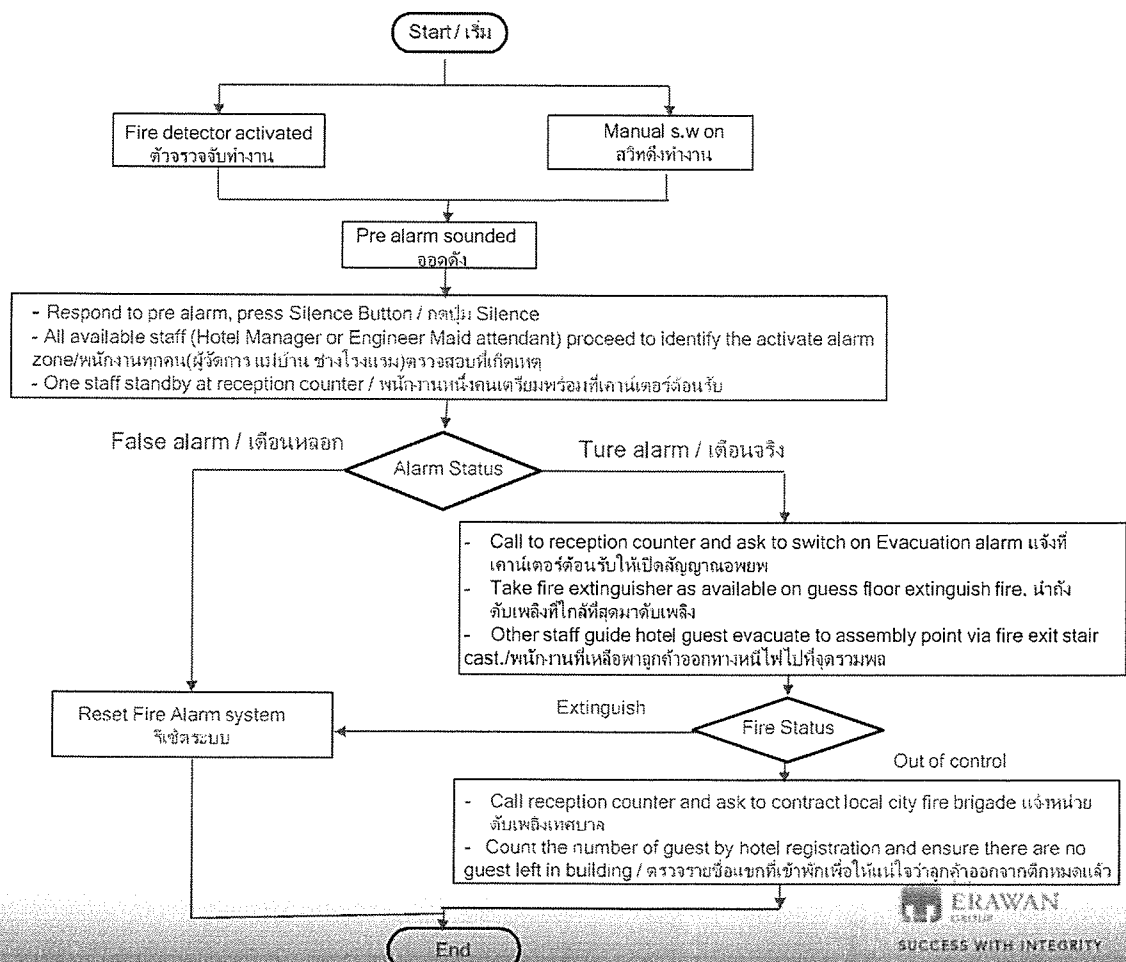 Start / เริ่ม
Fire detector activated
ตัวจรวจจับทำงาน
Manual s.w on
สวิทดึงทำงาน
Pre alarm sounded
ออดดัง
- Respond to pre alarm, press Silence Button / กดปุ่ม Silence
- All available staff (Hotel Manager or Engineer Maid attendant) proceed to identify the activate alarm
zone/พนักงานทุกคน(ผู้จัดการ แม่บ้าน ช่างโรงแรม)ตรวจสอบที่เกิดเหตุ
- One staff standby at reception counter / พนักงานหนึ่งคนเตรียมพร้อมที่เคาน์เตอร์ต้อนรับ
False alarm / เตือนหลอก
Ture alarm / เตือนจริง
Alarm Status
- Call to reception counter and ask to switch on Evacuation alarm แจ้งที่
เคาน์เตอร์ต้อนรับให้เปิดสัญญาณอพยพ
- Take fire extinguisher as available on guess floor extinguish fire. นำถัง
ดับเพลิงที่ใกล้ที่สุดมาดับเพลิง
- Other staff guide hotel guest evacuate to assembly point via fire exit stair
cast./พนักงานที่เหลือพาลูกค้าออกทางหนีไฟไปที่จุดรวมพล
Reset Fire Alarm system
รีเซ็ตระบบ
Extinguish
Fire Status
Out of control
- Call reception counter and ask to contract local city fire brigade แจ้งหน่วย
ดับเพลิงเทศบาล
- Count the number of guest by hotel registration and ensure there are no
guest left in building / ตรวจรายชื่อแขกที่เข้าพักเพื่อให้แน่ใจว่าลูกค้าออกจากตึกหมดแล้ว
ERAWAN
GROUP
SUCCESS WITH INTEGRITY
End